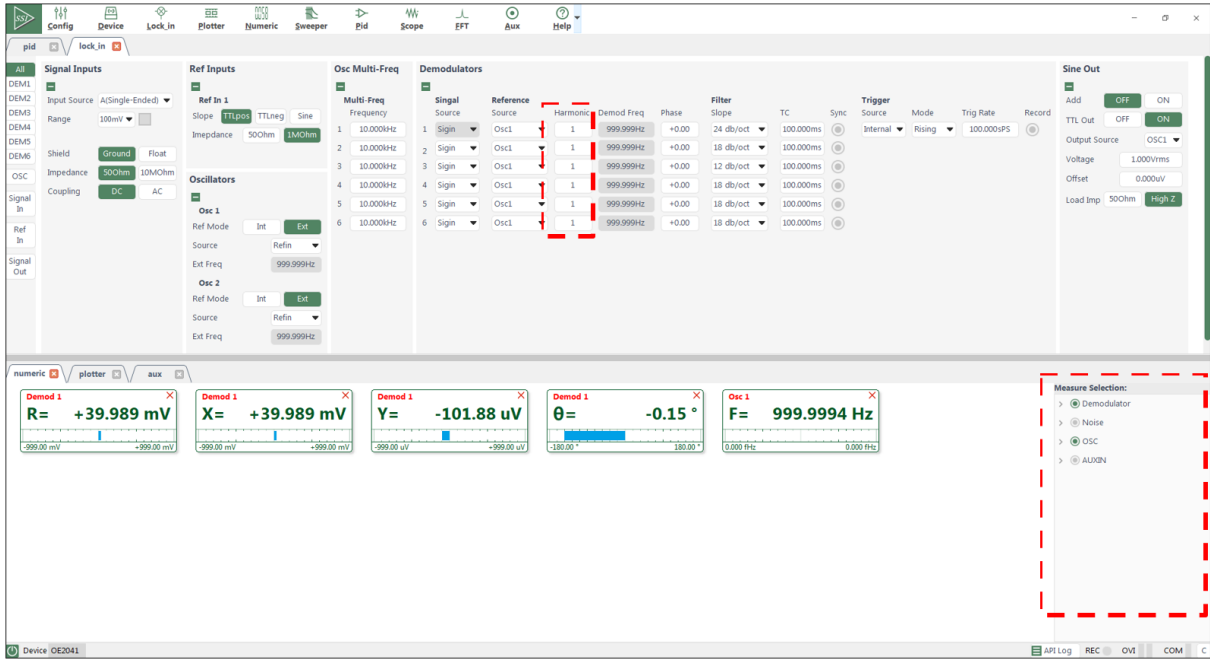 SSI
Config Device Lock_in Plotter Numeric Sweeper Pid Scope FFT Aux Help
pid lock_in
All
DEM1
DEM2
DEM3
DEM4
DEM5
DEM6
OSC
Signal
In
Ref
In
Signal
Out
Signal Inputs
Input Source A(Single-Ended)
Range 100mV
Shield Ground Float
Impedance 50Ohm 10MOhm
Coupling DC AC
Ref Inputs
Ref In 1
Slope TTLpos TTLneg Sine
Imepdance 50Ohm 1MOhm
Oscillators
Osc 1
Ref Mode Int Ext
Source Refin
Ext Freq 999.999Hz
Osc 2
Ref Mode Int Ext
Source Refin
Ext Freq 999.999Hz
Osc Multi-Freq
Multi-Freq
Frequency
1 10.000kHz
2 10.000kHz
3 10.000kHz
4 10.000kHz
5 10.000kHz
6 10.000kHz
Demodulators
Singal Reference Filter Trigger
Source Source Harmonic Demod Freq Phase Slope TC Sync Source Mode Trig Rate Record
1 Sigin Osc1 1 999.999Hz +0.00 24 db/oct 100.000ms Internal Rising 100.000sPS
2 Sigin Osc1 1 999.999Hz +0.00 18 db/oct 100.000ms
3 Sigin Osc1 1 999.999Hz +0.00 12 db/oct 100.000ms
4 Sigin Osc1 1 999.999Hz +0.00 18 db/oct 100.000ms
5 Sigin Osc1 1 999.999Hz +0.00 18 db/oct 100.000ms
6 Sigin Osc1 1 999.999Hz +0.00 18 db/oct 100.000ms
Sine Out
Add OFF ON
TTL Out OFF ON
Output Source OSC1
Voltage 1.000Vrms
Offset 0.000uV
Load Imp 50Ohm High Z
numeric plotter aux
Demod 1
R= +39.989 mV
-999.00 mV +999.00 mV
Demod 1
X= +39.989 mV
-999.00 mV +999.00 mV
Demod 1
Y= -101.88 uV
-999.00 uV +999.00 uV
Demod 1
θ= -0.15 °
-180.00 ° 180.00 °
Osc 1
F= 999.9994 Hz
0.000 fHz 0.000 fHz
Measure Selection:
> Demodulator
> Noise
> OSC
> AUXIN
Device OE2041 API Log REC OVI COM C